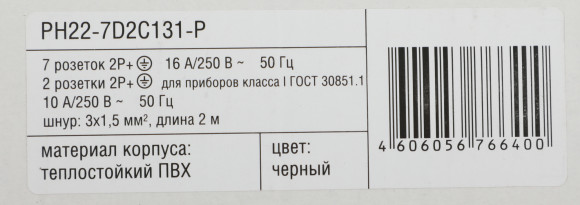 PH22-7D2C131-P
7 розеток 2P+⏚ 16 А/250 В ~ 50 Гц
2 розетки 2P+⏚ для приборов класса I ГОСТ 30851.1
10 А/250 В ~ 50 Гц
шнур: 3х1,5 мм², длина 2 м
материал корпуса:
теплостойкий ПВХ
цвет:
черный
4 606056 766400